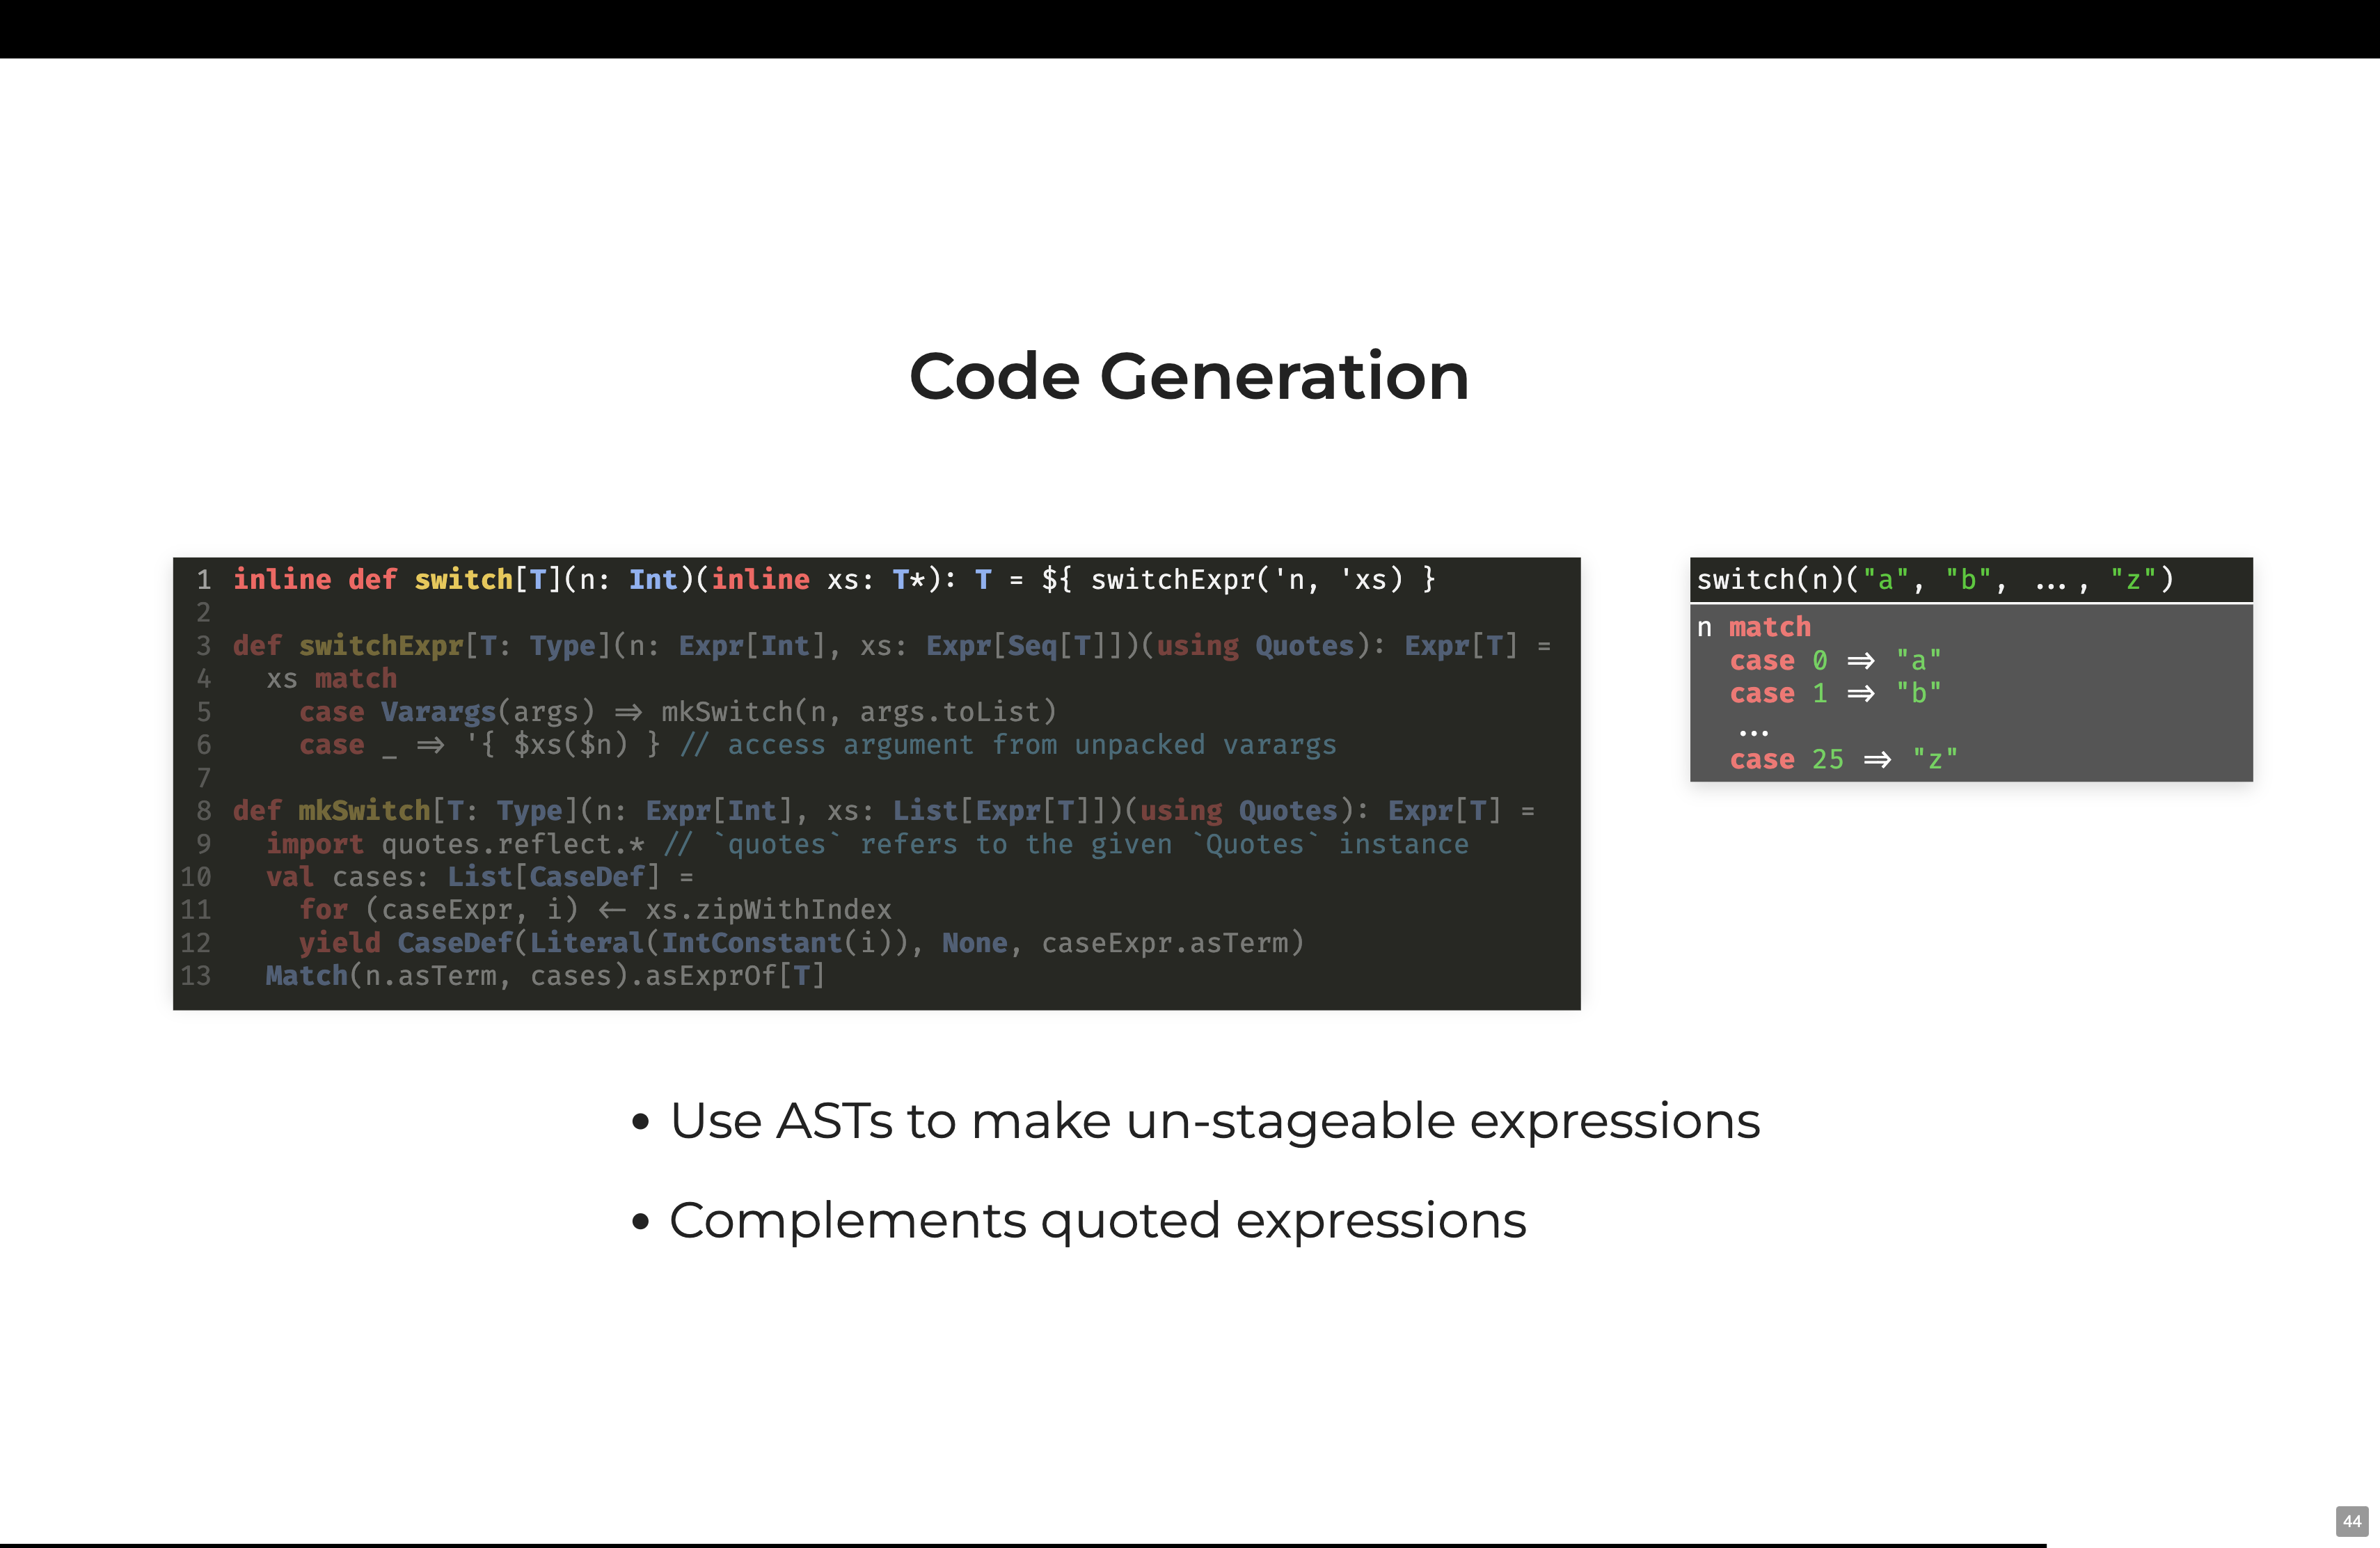 Code Generation
1 inline def switch[T](n: Int)(inline xs: T*): T = ${ switchExpr('n, 'xs) }
2
3 def switchExpr[T: Type](n: Expr[Int], xs: Expr[Seq[T]])(using Quotes): Expr[T] =
4   xs match
5     case Varargs(args) => mkSwitch(n, args.toList)
6     case _ => '{ $xs($n) } // access argument from unpacked varargs
7
8 def mkSwitch[T: Type](n: Expr[Int], xs: List[Expr[T]])(using Quotes): Expr[T] =
9   import quotes.reflect.* // `quotes` refers to the given `Quotes` instance
10   val cases: List[CaseDef] =
11     for (caseExpr, i) <- xs.zipWithIndex
12     yield CaseDef(Literal(IntConstant(i)), None, caseExpr.asTerm)
13   Match(n.asTerm, cases).asExprOf[T]
switch(n)("a", "b", ..., "z")
n match
  case 0 => "a"
  case 1 => "b"
  ...
  case 25 => "z"
• Use ASTs to make un-stageable expressions
• Complements quoted expressions
44